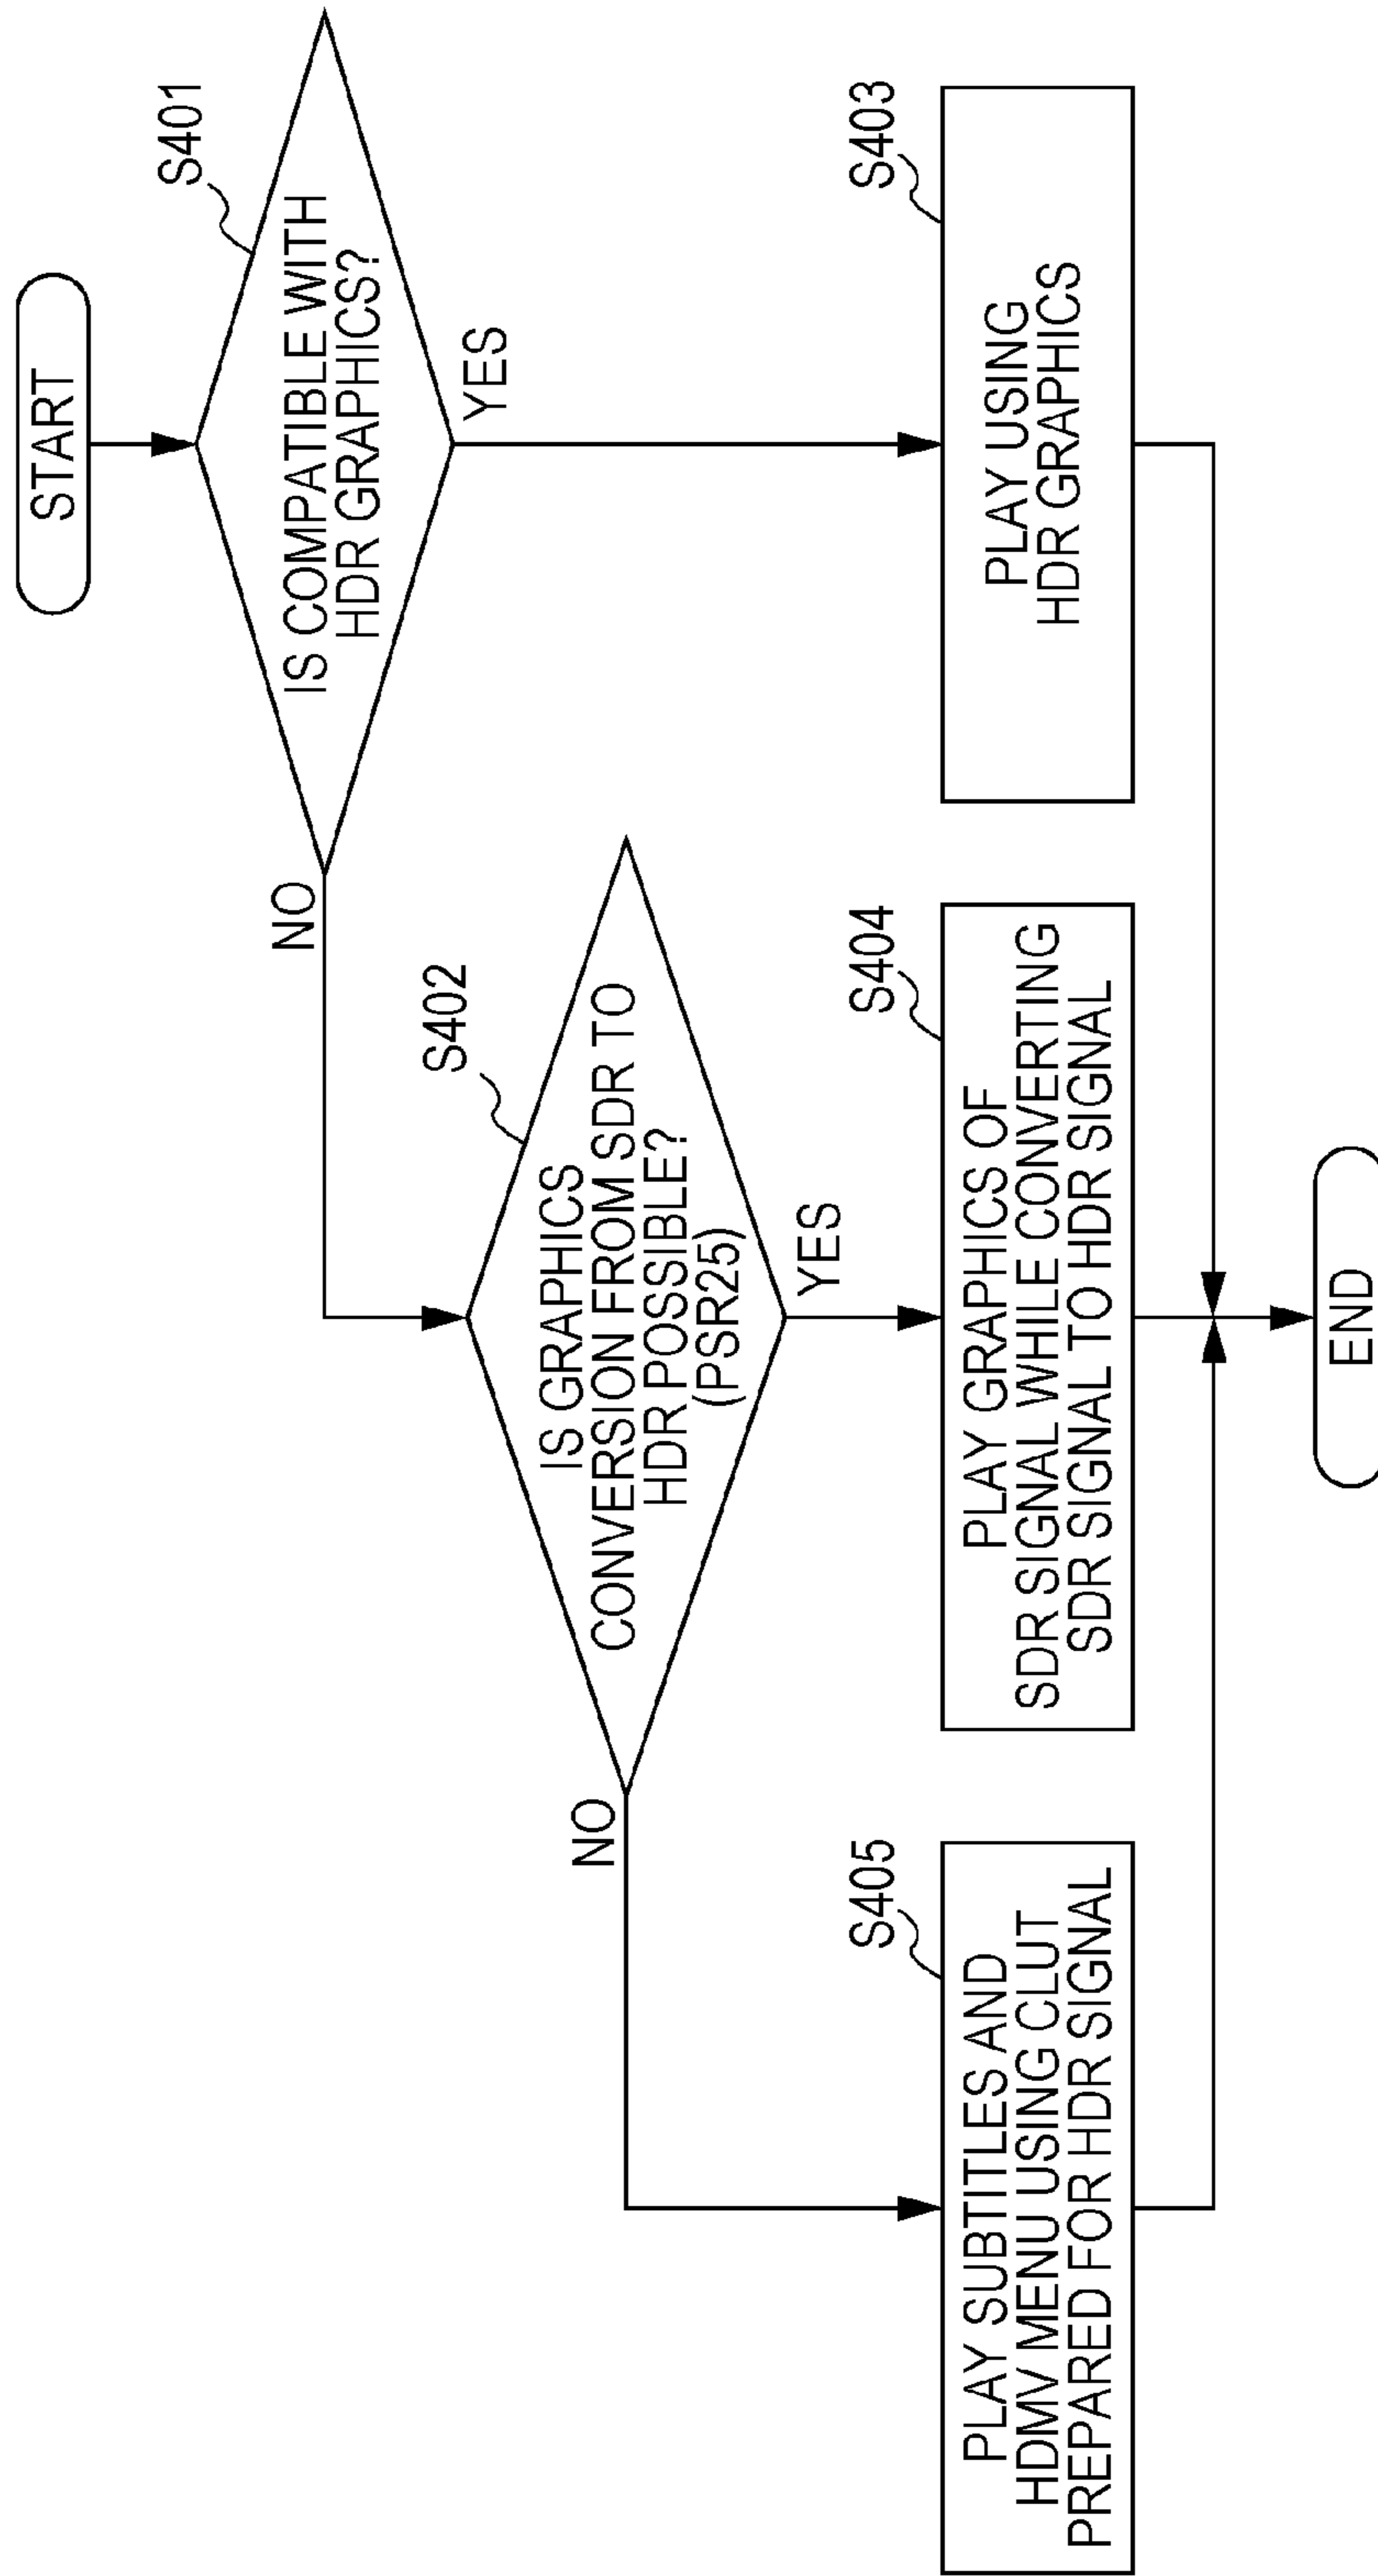 START
S401
IS COMPATIBLE WITH
HDR GRAPHICS?
NO
YES
S402
IS GRAPHICS
CONVERSION FROM SDR TO
HDR POSSIBLE?
(PSR25)
NO
YES
S405
PLAY SUBTITLES AND
HDMV MENU USING CLUT
PREPARED FOR HDR SIGNAL
S404
PLAY GRAPHICS OF
SDR SIGNAL WHILE CONVERTING
SDR SIGNAL TO HDR SIGNAL
S403
PLAY USING
HDR GRAPHICS
END